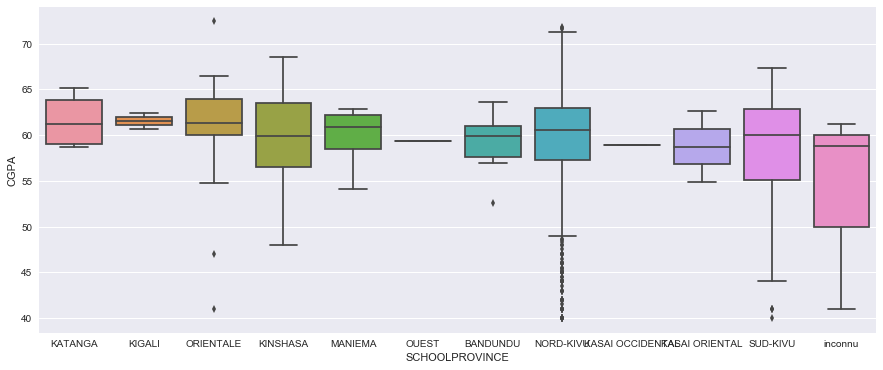 70
65
60
55
50
45
40
CGPA
KATANGA KIGALI ORIENTALE KINSHASA MANIEMA OUEST BANDUNDU NORD-KIVU KASAI OCCIDENTAL KASAI ORIENTAL SUD-KIVU inconnu
SCHOOLPROVINCE